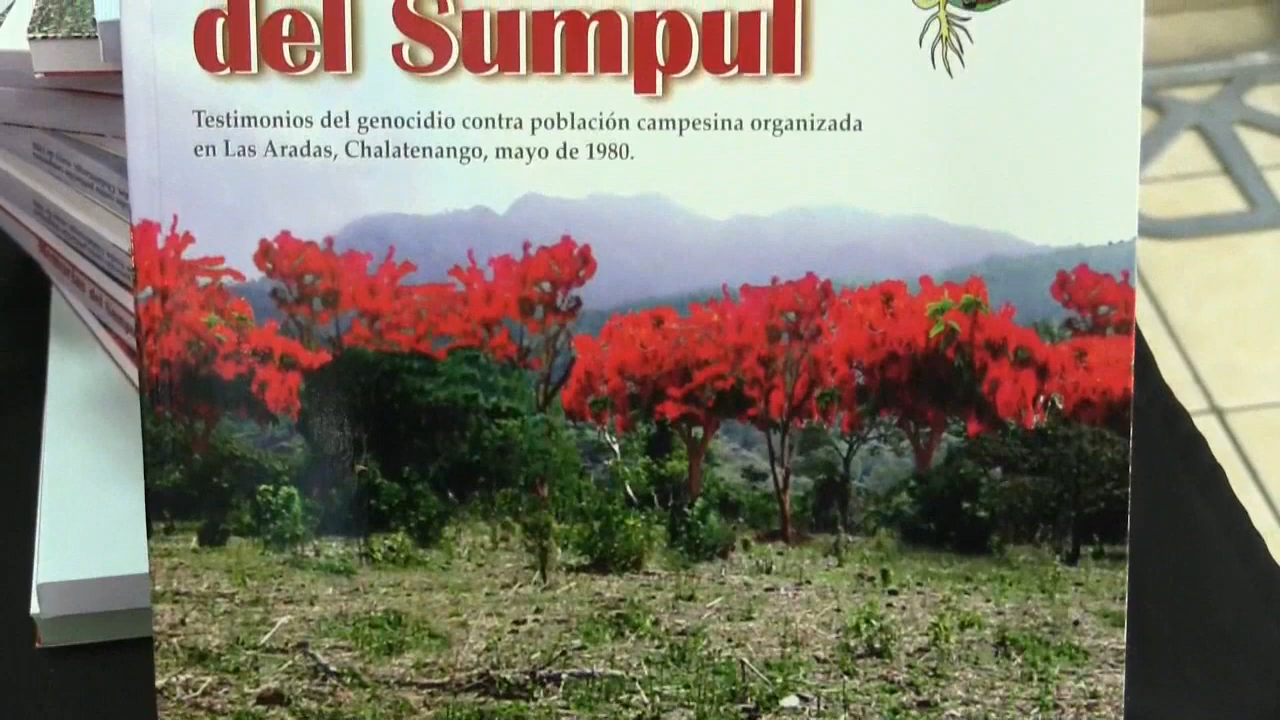 del Sumpul
Testimonios del genocidio contra población campesina organizada
en Las Aradas, Chalatenango, mayo de 1980.